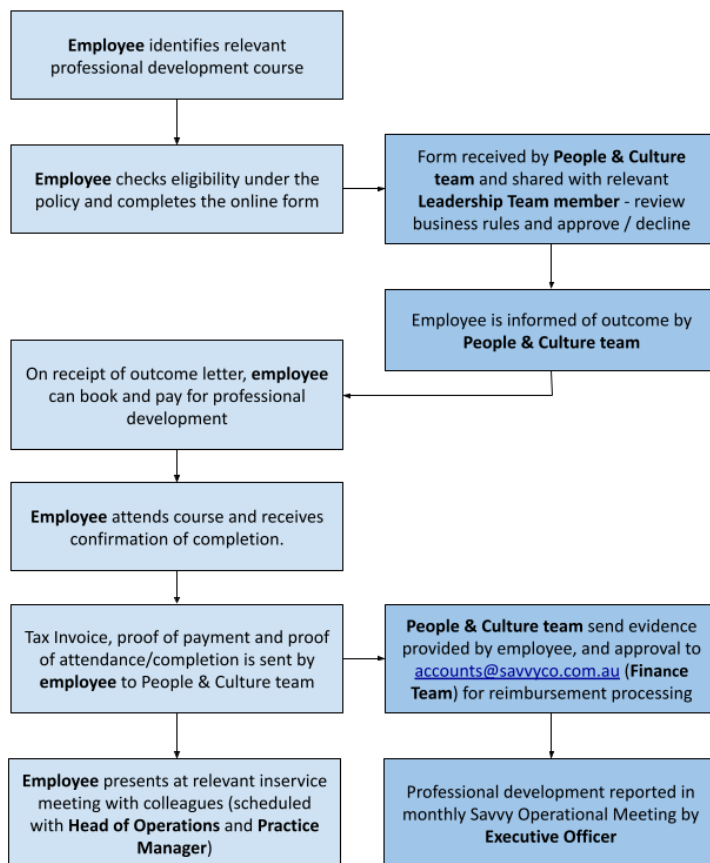 Employee identifies relevant
professional development course
Employee checks eligibility under the
policy and completes the online form
Form received by People & Culture
team and shared with relevant
Leadership Team member - review
business rules and approve / decline
Employee is informed of outcome by
People & Culture team
On receipt of outcome letter, employee
can book and pay for professional
development
Employee attends course and receives
confirmation of completion.
Tax Invoice, proof of payment and proof
of attendance/completion is sent by
employee to People & Culture team
People & Culture team send evidence
provided by employee, and approval to
accounts@savvyco.com.au (Finance
Team) for reimbursement processing
Employee presents at relevant inservice
meeting with colleagues (scheduled
with Head of Operations and Practice
Manager)
Professional development reported in
monthly Savvy Operational Meeting by
Executive Officer